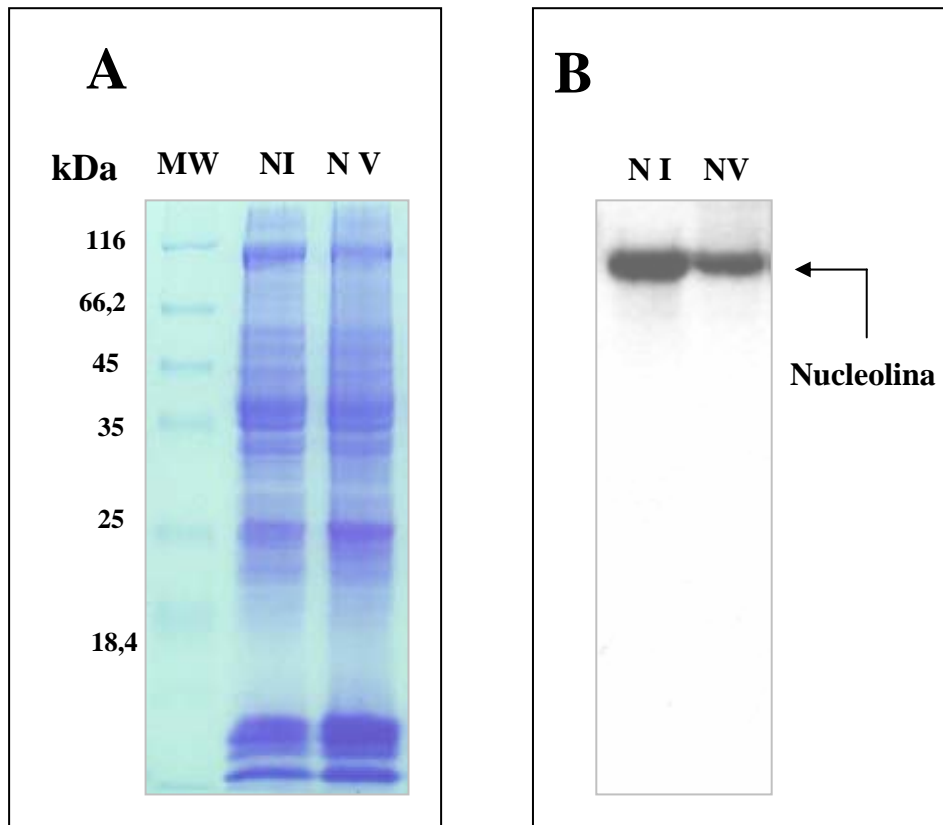 A
kDa MW NI N V
116
66,2
45
35
25
18,4
B
N I NV
Nucleolina